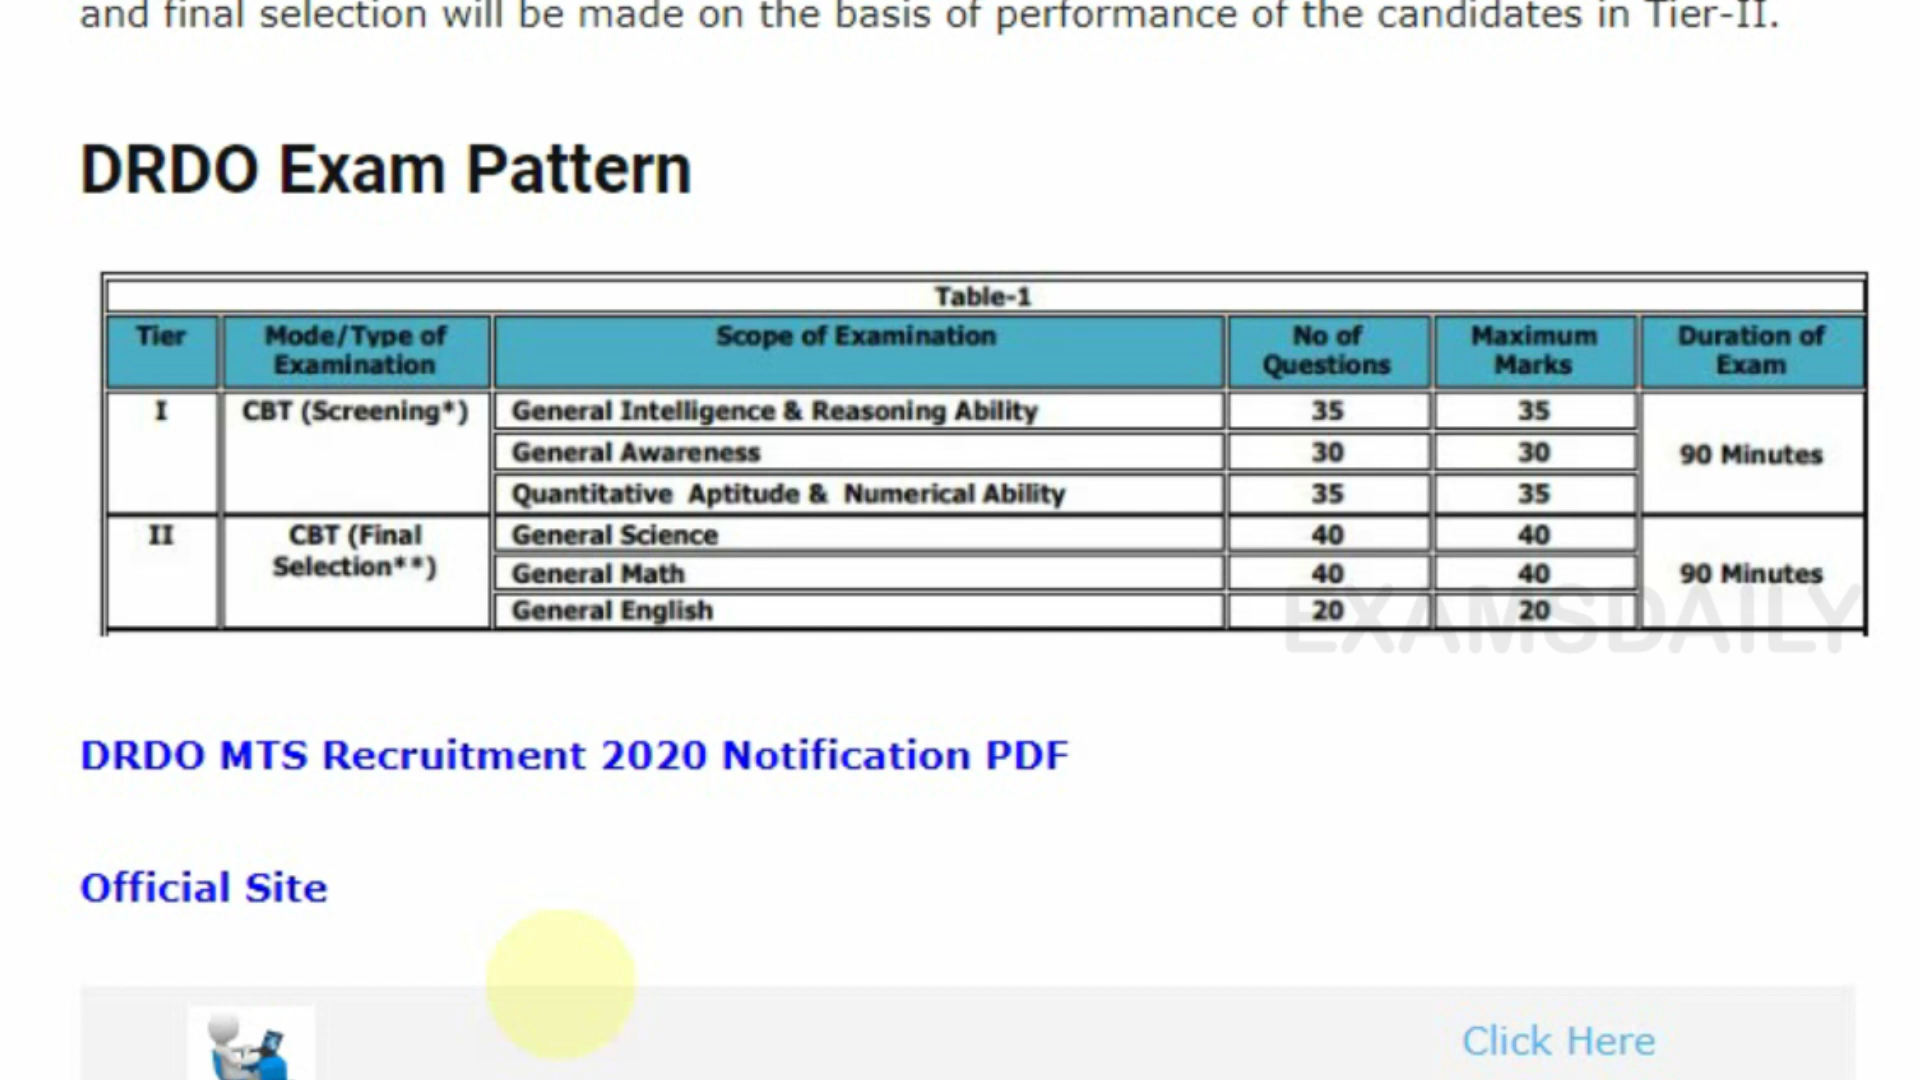 and final selection will be made on the basis of performance of the candidates in Tier-II.
DRDO Exam Pattern
Table-1
Tier Mode/Type of Examination Scope of Examination No of Questions Maximum Marks Duration of Exam
I CBT (Screening*) General Intelligence & Reasoning Ability 35 35 90 Minutes
General Awareness 30 30
Quantitative Aptitude & Numerical Ability 35 35
II CBT (Final Selection**) General Science 40 40 90 Minutes
General Math 40 40
General English 20 20
EXAMSDAILY
DRDO MTS Recruitment 2020 Notification PDF
Official Site
Click Here